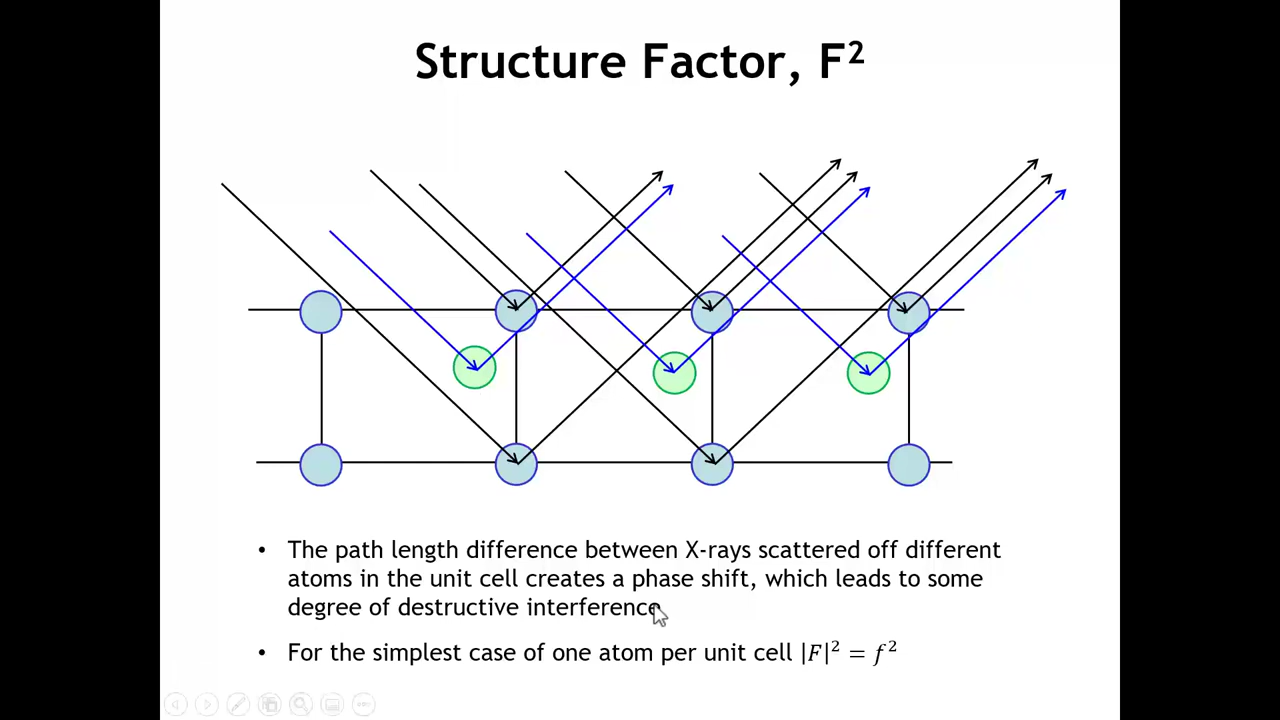 Structure Factor, F²
• The path length difference between X-rays scattered off different
atoms in the unit cell creates a phase shift, which leads to some
degree of destructive interference
• For the simplest case of one atom per unit cell |F|² = f²